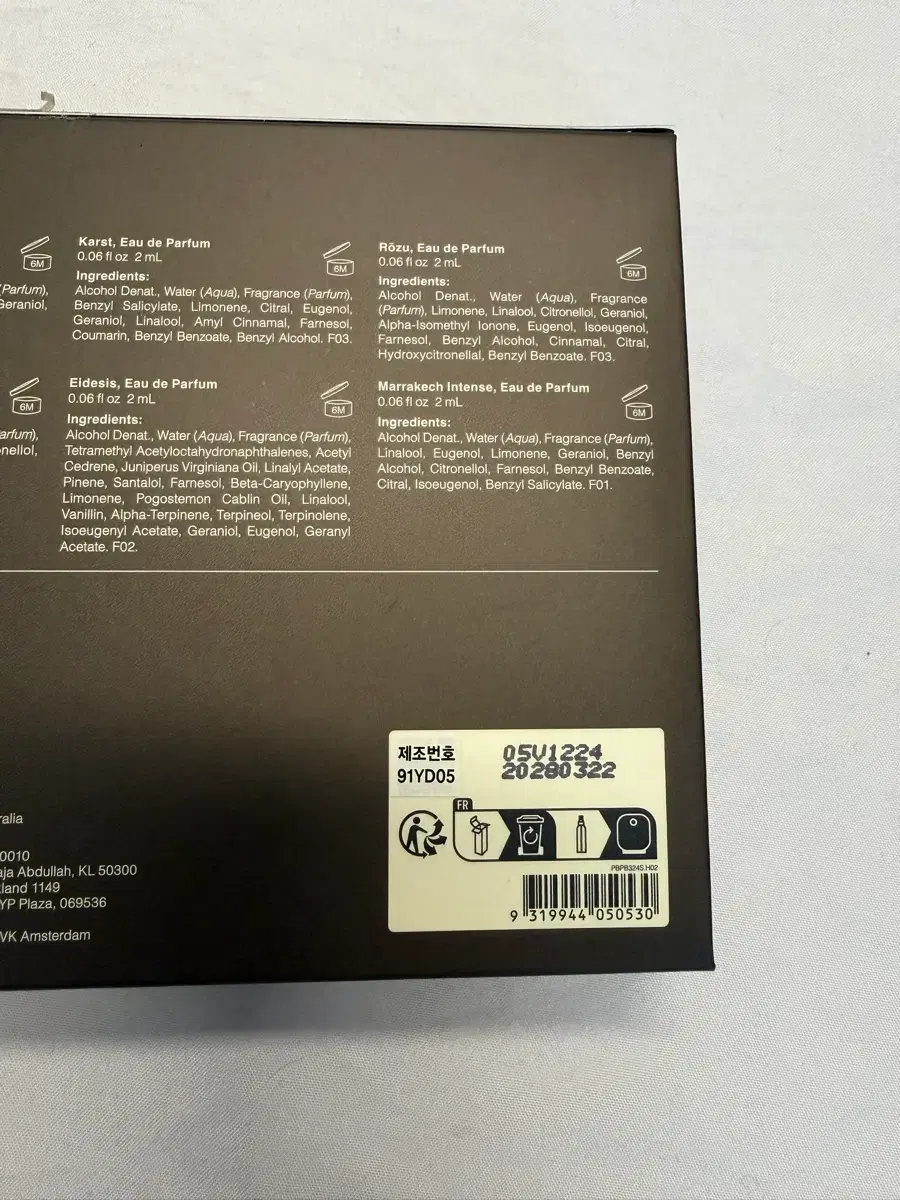 (Parfum),
Geraniol,
6M
Karst, Eau de Parfum
0.06 fl oz 2 mL
Ingredients:
Alcohol Denat., Water (Aqua), Fragrance (Parfum),
Benzyl Salicylate, Limonene, Citral, Eugenol,
Geraniol, Linalool, Amyl Cinnamal, Farnesol,
Coumarin, Benzyl Benzoate, Benzyl Alcohol. F03.
6M
Rōzu, Eau de Parfum
0.06 fl oz 2 mL
Ingredients:
Alcohol Denat., Water (Aqua), Fragrance
(Parfum), Limonene, Linalool, Citronellol, Geraniol,
Alpha-Isomethyl Ionone, Eugenol, Isoeugenol,
Farnesol, Benzyl Alcohol, Cinnamal, Citral,
Hydroxycitronellal, Benzyl Benzoate. F03.
6M
arfum),
nellol,
6M
Eidesis, Eau de Parfum
0.06 fl oz 2 mL
Ingredients:
Alcohol Denat., Water (Aqua), Fragrance (Parfum),
Tetramethyl Acetyloctahydronaphthalenes, Acetyl
Cedrene, Juniperus Virginiana Oil, Linalyl Acetate,
Pinene, Santalol, Farnesol, Beta-Caryophyllene,
Limonene, Pogostemon Cablin Oil, Linalool,
Vanillin, Alpha-Terpinene, Terpineol, Terpinolene,
Isoeugenyl Acetate, Geraniol, Eugenol, Geranyl
Acetate. F02.
6M
Marrakech Intense, Eau de Parfum
0.06 fl oz 2 mL
Ingredients:
Alcohol Denat., Water (Aqua), Fragrance (Parfum),
Linalool, Eugenol, Limonene, Geraniol, Benzyl
Alcohol, Citronellol, Farnesol, Benzyl Benzoate,
Citral, Isoeugenol, Benzyl Salicylate. F01.
6M
ralia
0010
aja Abdullah, KL 50300
kland 1149
YP Plaza, 069536
VK Amsterdam
제조번호
91YD05
05V1224
20280322
FR
PBPB324S.H02
9 319944 050530